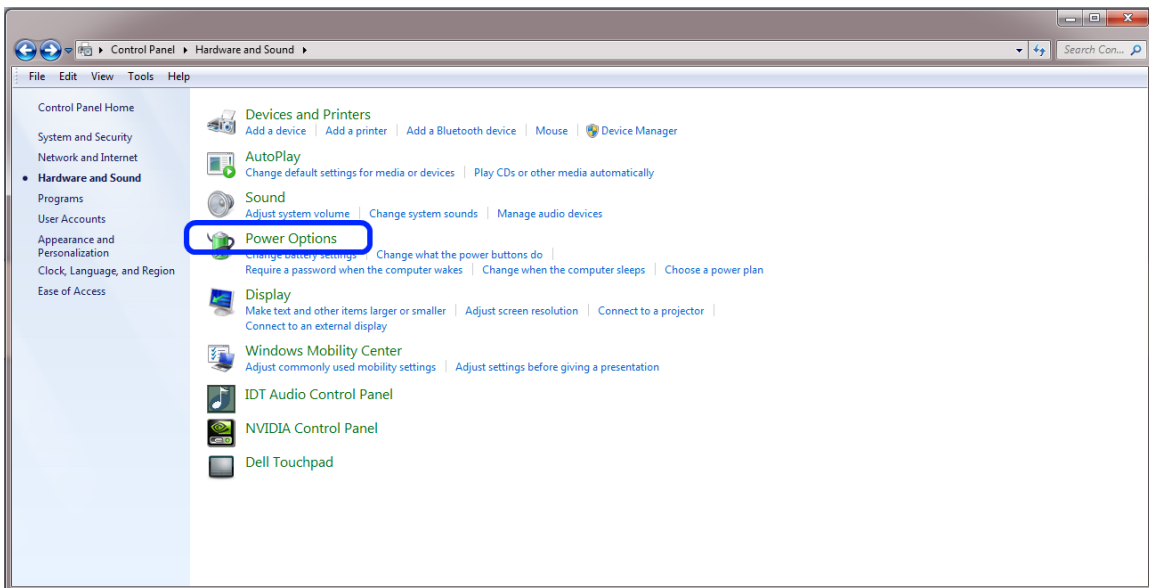 Control Panel Hardware and Sound
Search Con...
File Edit View Tools Help
Control Panel Home
System and Security
Network and Internet
Hardware and Sound
Programs
User Accounts
Appearance and
Personalization
Clock, Language, and Region
Ease of Access
Devices and Printers
Add a device Add a printer Add a Bluetooth device Mouse Device Manager
AutoPlay
Change default settings for media or devices Play CDs or other media automatically
Sound
Adjust system volume Change system sounds Manage audio devices
Power Options
Change battery settings Change what the power buttons do
Require a password when the computer wakes Change when the computer sleeps Choose a power plan
Display
Make text and other items larger or smaller Adjust screen resolution Connect to a projector
Connect to an external display
Windows Mobility Center
Adjust commonly used mobility settings Adjust settings before giving a presentation
IDT Audio Control Panel
NVIDIA Control Panel
Dell Touchpad